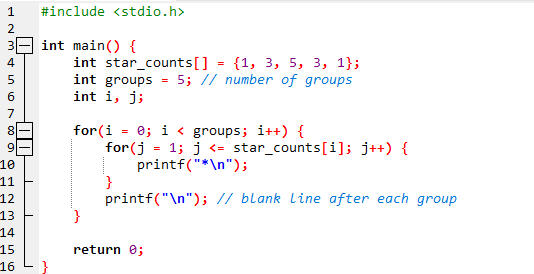 1 #include <stdio.h>
2
3 int main() {
4 int star_counts[] = {1, 3, 5, 3, 1};
5 int groups = 5; // number of groups
6 int i, j;
7
8 for(i = 0; i < groups; i++) {
9 for(j = 1; j <= star_counts[i]; j++) {
10 printf("*\n");
11 }
12 printf("\n"); // blank line after each group
13 }
14
15 return 0;
16 }